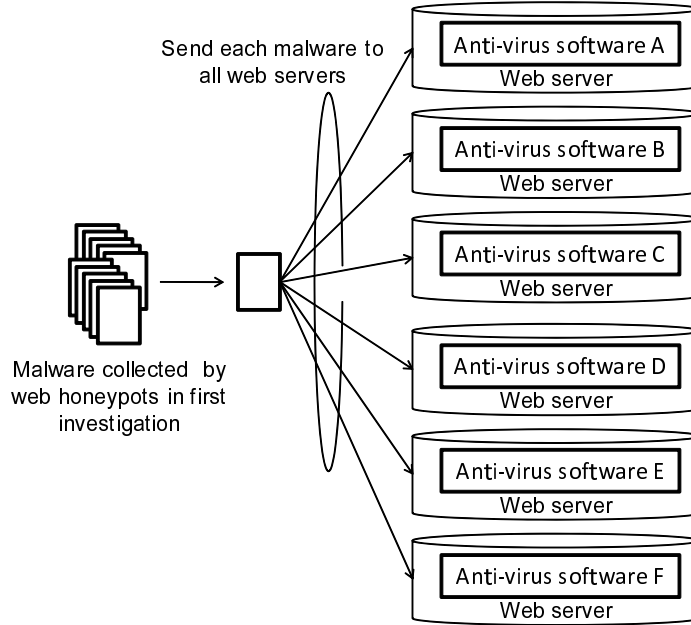 Send each malware to
all web servers
Anti-virus software A
Web server
Anti-virus software B
Web server
Anti-virus software C
Web server
Anti-virus software D
Web server
Anti-virus software E
Web server
Anti-virus software F
Web server
Malware collected by
web honeypots in first
investigation